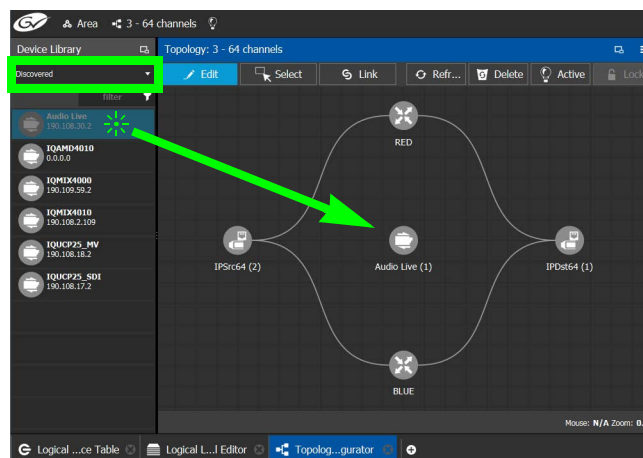 GV Area 3 - 64 channels
Device Library
Topology: 3 - 64 channels
Discovered
Edit Select Link Refr... Delete Active Lock
filter
Audio Live
190.108.30.2
IQAMD4010
0.0.0.0
IQMIX4000
190.109.59.2
IQMIX4010
190.108.2.109
IQUCP25_MV
190.108.18.2
IQUCP25_SDI
190.108.17.2
RED
IPSrc64 (2)
Audio Live (1)
IPDst64 (1)
BLUE
Mouse: N/A Zoom: 0.
Logical ...ce Table Logical L...l Editor Topolog...gurator